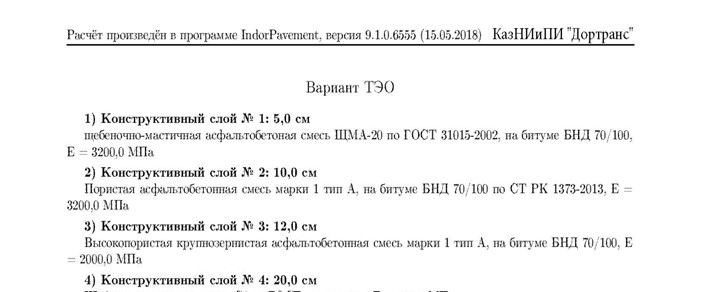 Расчёт произведён в программе IndorPavement, версия 9.1.0.6555 (15.05.2018) КазНИиПИ "Дортранс"
Вариант ТЭО
1) Конструктивный слой № 1: 5,0 см
щебеночно-мастичная асфальтобетоная смесь ЩМА-20 по ГОСТ 31015-2002, на битуме БНД 70/100,
Е = 3200,0 МПа
2) Конструктивный слой № 2: 10,0 см
Пористая асфальтобетонная смесь марки 1 тип А, на битуме БНД 70/100 по СТ РК 1373-2013, Е =
3200,0 МПа
3) Конструктивный слой № 3: 12,0 см
Высокопористая крупнозернистая асфальтобетонная смесь марки 1 тип А, на битуме БНД 70/100, Е
= 2000,0 МПа
4) Конструктивный слой № 4: 20,0 см